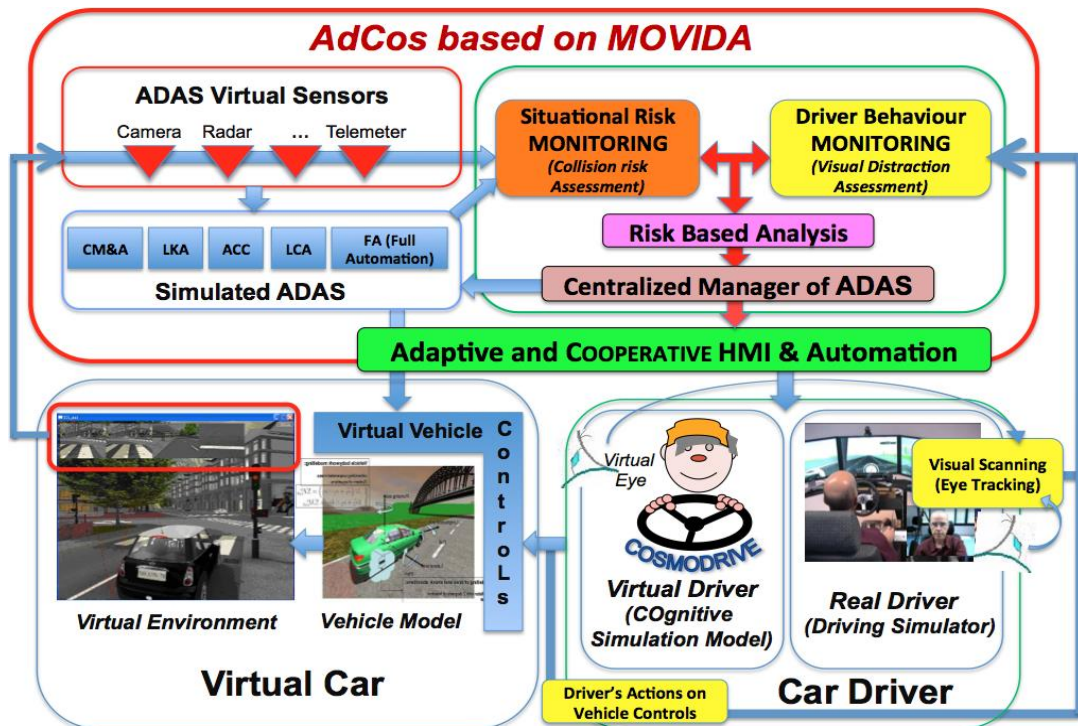 AdCos based on MOVIDA
ADAS Virtual Sensors
Camera Radar ... Telemeter
Situational Risk
MONITORING
(Collision risk
Assessment)
Driver Behaviour
MONITORING
(Visual Distraction
Assessment)
CM&A
LKA
ACC
LCA
FA (Full
Automation)
Simulated ADAS
Risk Based Analysis
Centralized Manager of ADAS
Adaptive and COOPERATIVE HMI & Automation
Virtual Vehicle
ControLs
Virtual Environment
Vehicle Model
Virtual Car
Virtual
Eye
COSMODRIVE
Virtual Driver
(COgnitive
Simulation Model)
Real Driver
(Driving Simulator)
Visual Scanning
(Eye Tracking)
Driver's Actions on
Vehicle Controls
Car Driver